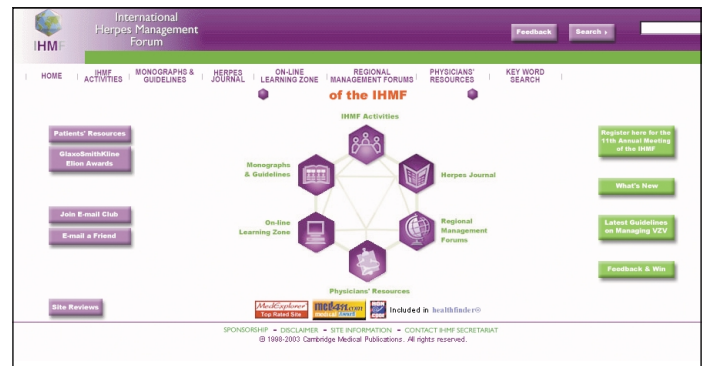 International
Herpes Management
Forum
IHMF
Feedback
Search
HOME
IHMF
ACTIVITIES
MONOGRAPHS &
GUIDELINES
HERPES
JOURNAL
ON-LINE
LEARNING ZONE
REGIONAL
MANAGEMENT FORUMS
PHYSICIANS'
RESOURCES
KEY WORD
SEARCH
of the IHMF
IHMF Activities
Patients' Resources
GlaxoSmithKline
Ellion Awards
Register here for the
11th Annual Meeting
of the IHMF
Monographs
& Guidelines
Herpes Journal
What's New
Join E-mail Club
E-mail a Friend
On-line
Learning Zone
Regional
Management
Forums
Latest Guidelines
on Managing VZV
Feedback & Win
Physicians' Resources
Site Reviews
MedExplorer
Top Rated Site
Included in healthfinder®
SPONSORSHIP - DISCLAIMER - SITE INFORMATION - CONTACT IHMF SECRETARIAT
© 1998-2003 Cambridge Medical Publications. All rights reserved.